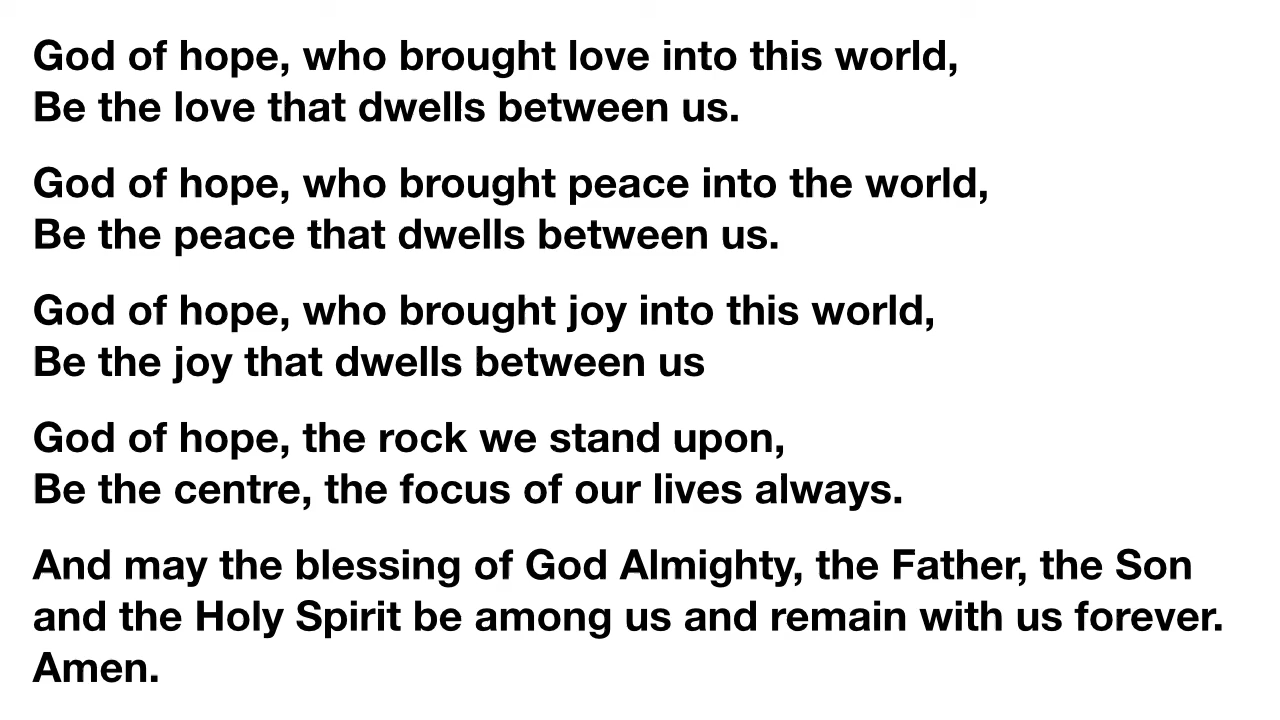 God of hope, who brought love into this world,
Be the love that dwells between us.
God of hope, who brought peace into the world,
Be the peace that dwells between us.
God of hope, who brought joy into this world,
Be the joy that dwells between us
God of hope, the rock we stand upon,
Be the centre, the focus of our lives always.
And may the blessing of God Almighty, the Father, the Son
and the Holy Spirit be among us and remain with us forever.
Amen.